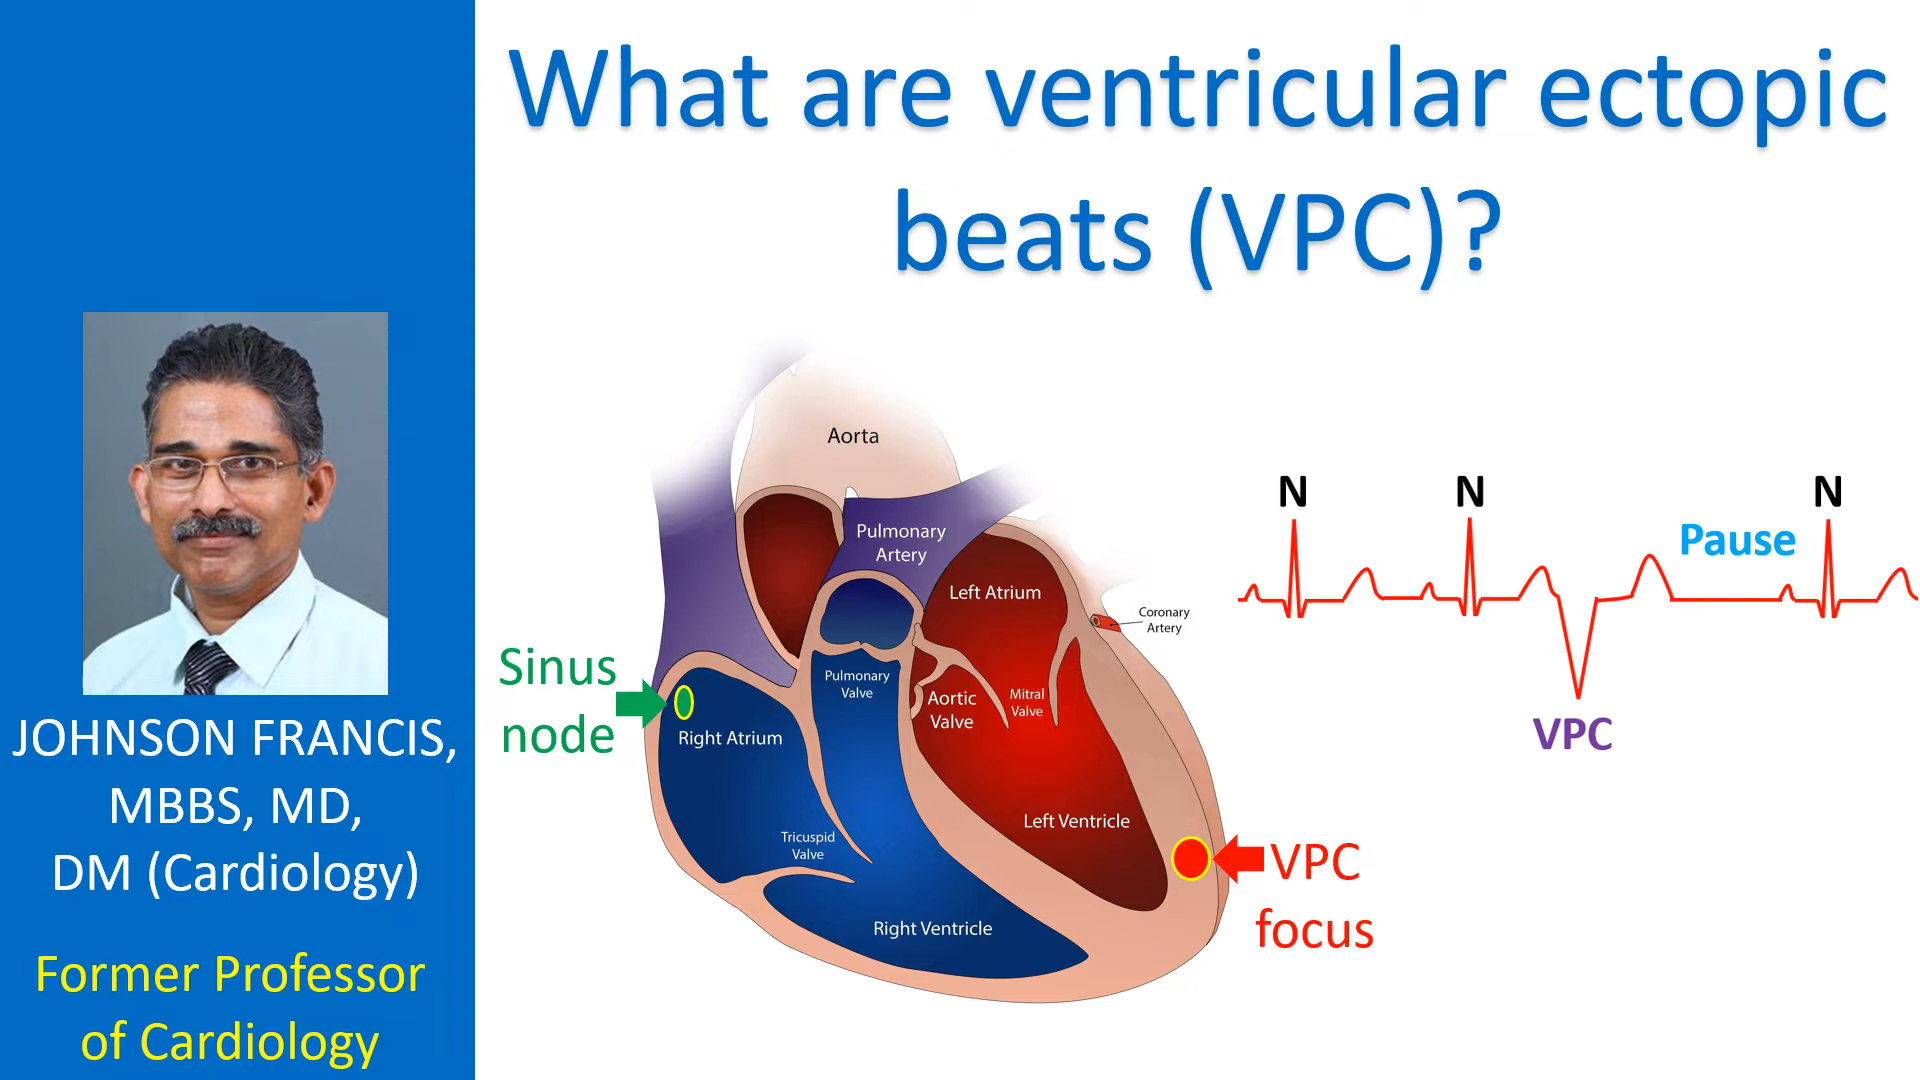 What are ventricular ectopic
beats (VPC)?
JOHNSON FRANCIS,
MBBS, MD,
DM (Cardiology)
Former Professor
of Cardiology
Sinus
node
Aorta
Pulmonary
Artery
Left Atrium
Coronary
Artery
Pulmonary
Valve
Aortic
Valve
Mitral
Valve
Right Atrium
Left Ventricle
Tricuspid
Valve
Right Ventricle
VPC
focus
N
N
N
Pause
VPC